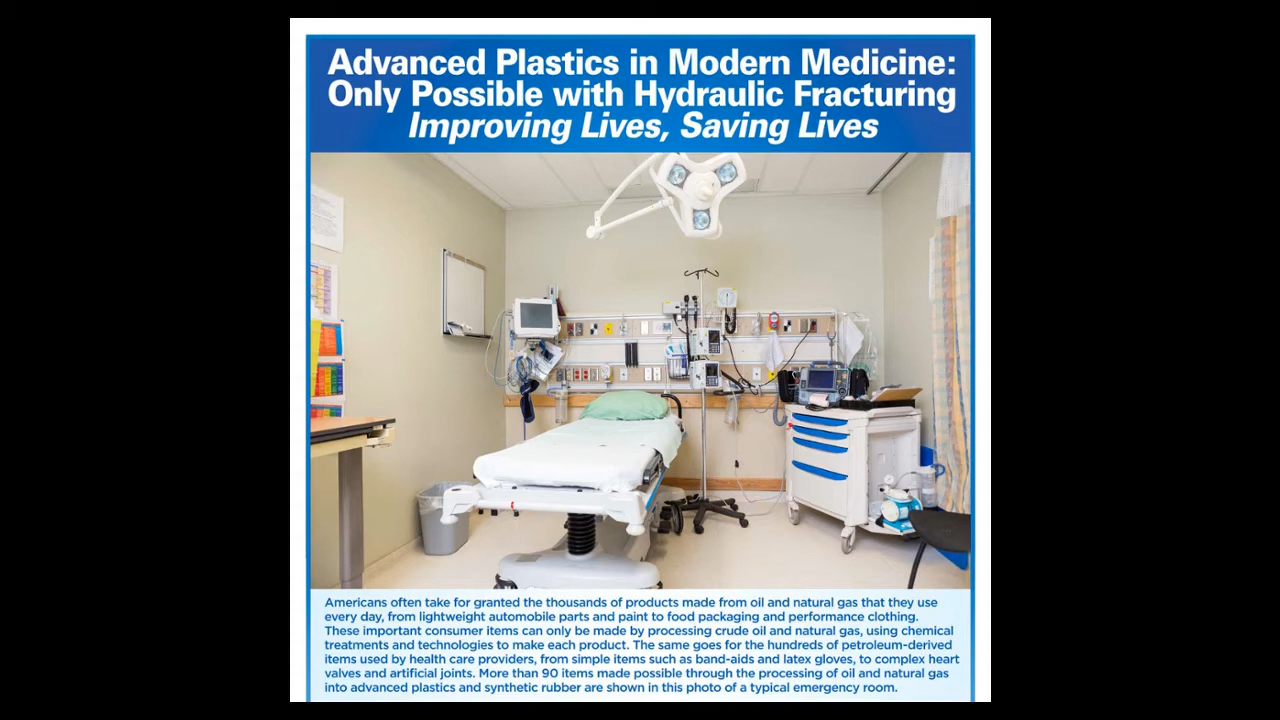 Advanced Plastics in Modern Medicine:
Only Possible with Hydraulic Fracturing
Improving Lives, Saving Lives
Americans often take for granted the thousands of products made from oil and natural gas that they use
every day, from lightweight automobile parts and paint to food packaging and performance clothing.
These important consumer items can only be made by processing crude oil and natural gas, using chemical
treatments and technologies to make each product. The same goes for the hundreds of petroleum-derived
items used by health care providers, from simple items such as band-aids and latex gloves, to complex heart
valves and artificial joints. More than 90 items made possible through the processing of oil and natural gas
into advanced plastics and synthetic rubber are shown in this photo of a typical emergency room.